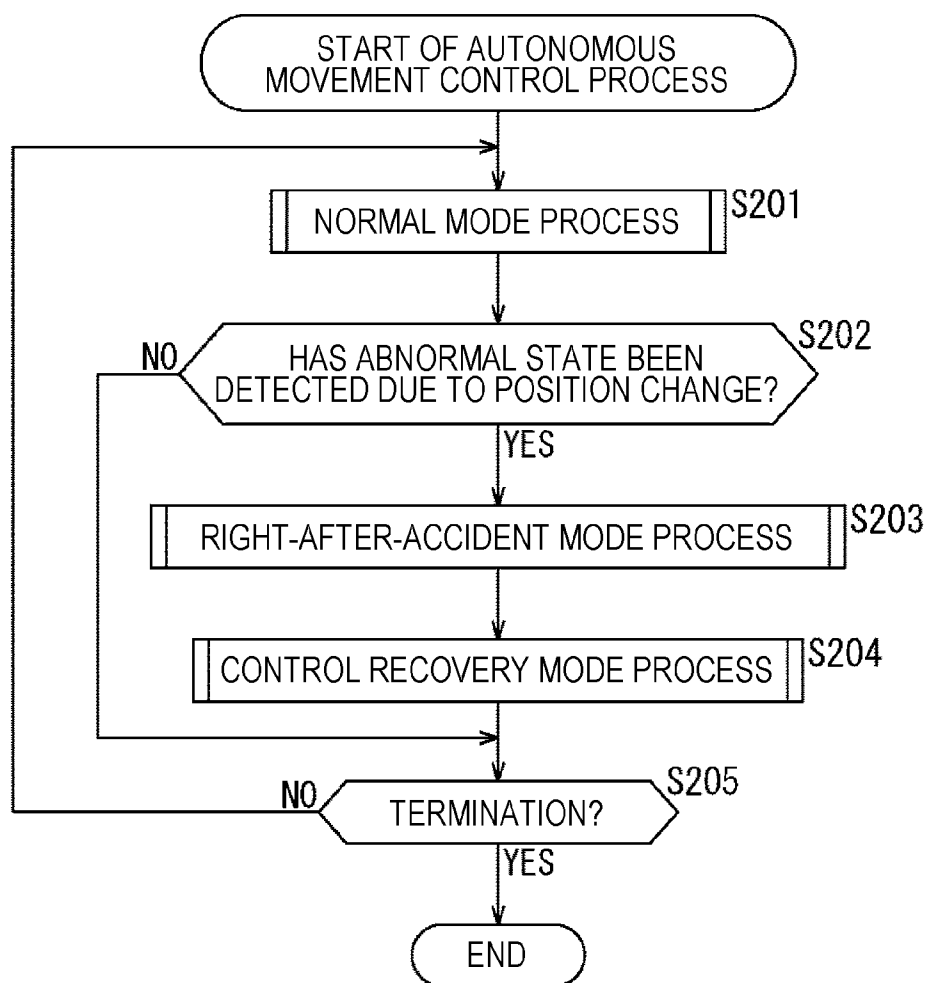 START OF AUTONOMOUS
MOVEMENT CONTROL PROCESS
NORMAL MODE PROCESS
S201
HAS ABNORMAL STATE BEEN
DETECTED DUE TO POSITION CHANGE?
S202
NO
YES
RIGHT-AFTER-ACCIDENT MODE PROCESS
S203
CONTROL RECOVERY MODE PROCESS
S204
TERMINATION?
S205
NO
YES
END